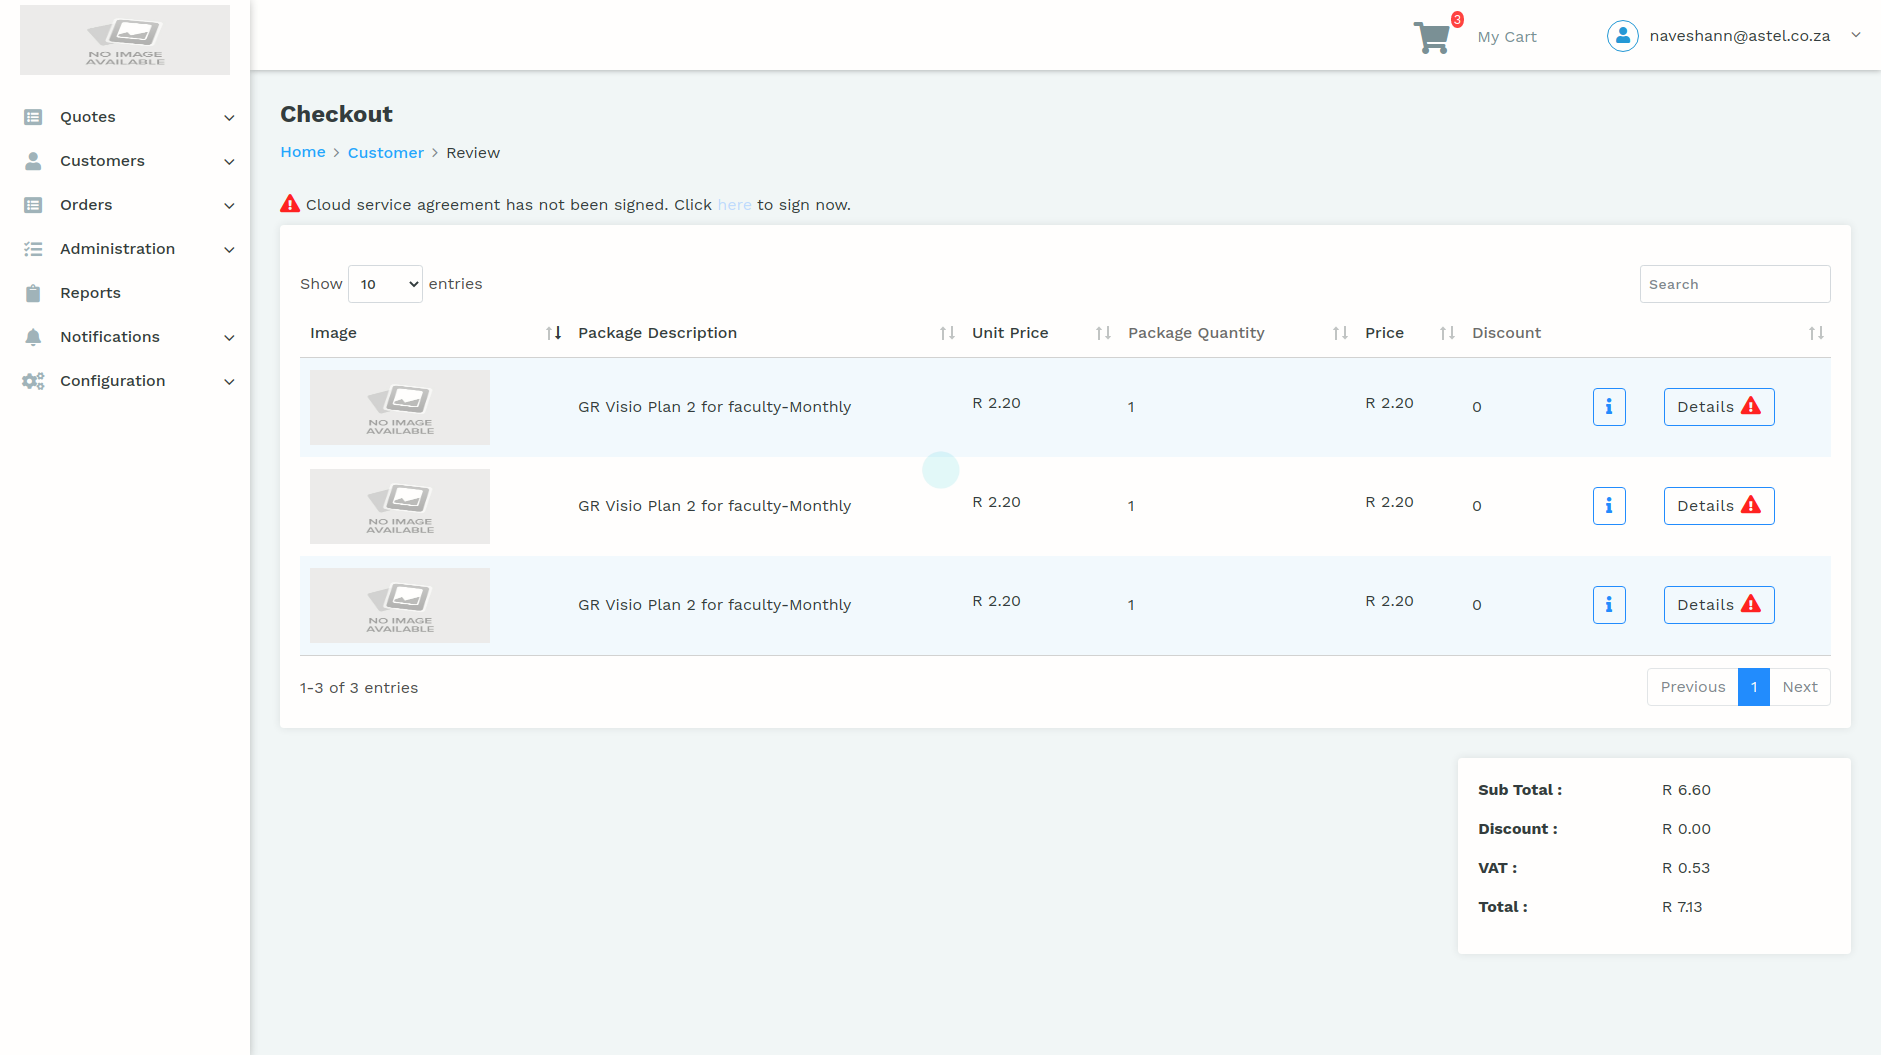 NO IMAGE
AVAILABLE
3
My Cart
naveshann@astel.co.za
Quotes
Customers
Orders
Administration
Reports
Notifications
Configuration
Checkout
Home > Customer > Review
Cloud service agreement has not been signed. Click here to sign now.
Show 10 entries
Search
Image Package Description Unit Price Package Quantity Price Discount
NO IMAGE
AVAILABLE
GR Visio Plan 2 for faculty-Monthly R 2.20 1 R 2.20 0 i Details
NO IMAGE
AVAILABLE
GR Visio Plan 2 for faculty-Monthly R 2.20 1 R 2.20 0 i Details
NO IMAGE
AVAILABLE
GR Visio Plan 2 for faculty-Monthly R 2.20 1 R 2.20 0 i Details
1-3 of 3 entries
Previous 1 Next
Sub Total : R 6.60
Discount : R 0.00
VAT : R 0.53
Total : R 7.13